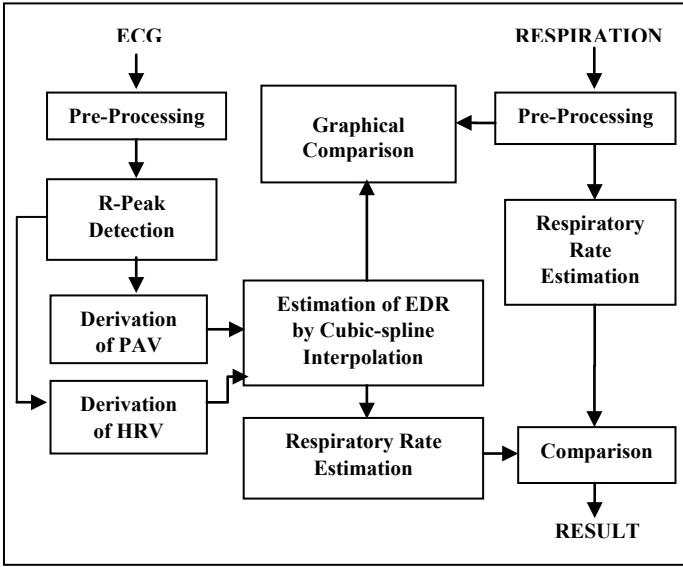 ECG
RESPIRATION
Pre-Processing
Graphical
Comparison
Pre-Processing
R-Peak
Detection
Respiratory
Rate
Estimation
Derivation
of PAV
Estimation of EDR
by Cubic-spline
Interpolation
Derivation
of HRV
Respiratory Rate
Estimation
Comparison
RESULT